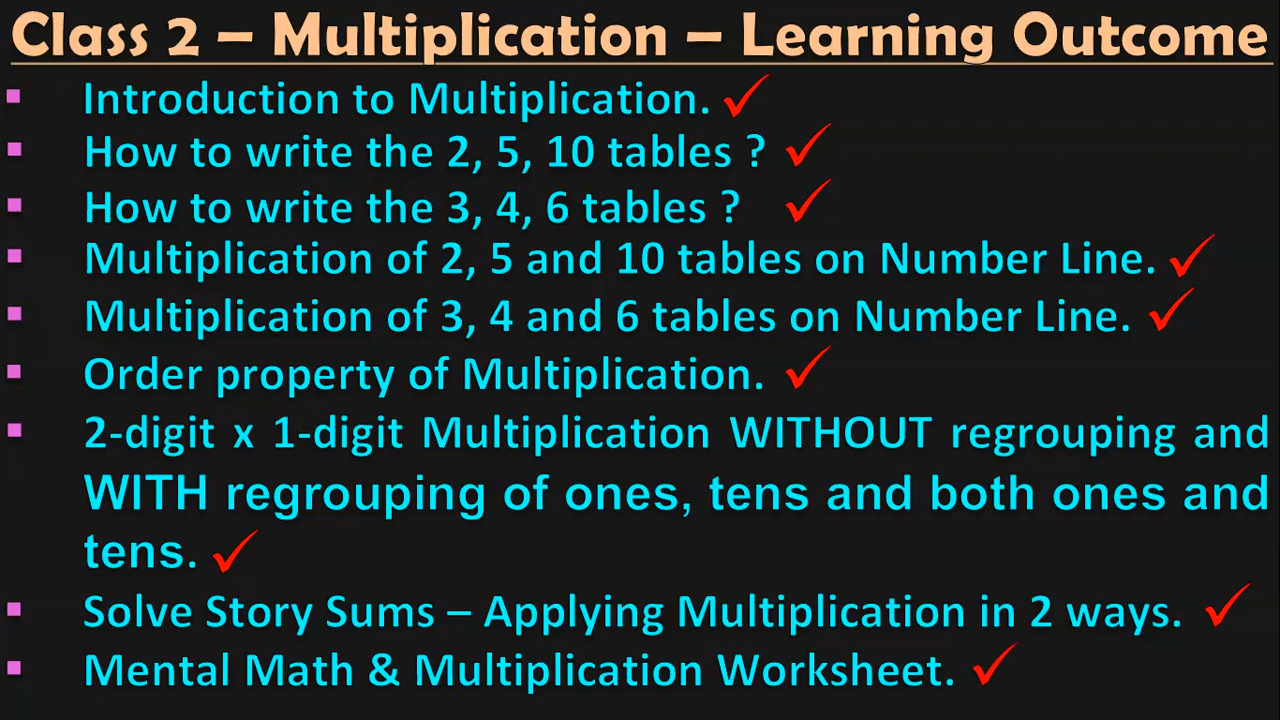 Class 2 – Multiplication – Learning Outcome
▪ Introduction to Multiplication. ✓
▪ How to write the 2, 5, 10 tables ? ✓
▪ How to write the 3, 4, 6 tables ? ✓
▪ Multiplication of 2, 5 and 10 tables on Number Line. ✓
▪ Multiplication of 3, 4 and 6 tables on Number Line. ✓
▪ Order property of Multiplication. ✓
▪ 2-digit x 1-digit Multiplication WITHOUT regrouping and
WITH regrouping of ones, tens and both ones and
tens. ✓
▪ Solve Story Sums – Applying Multiplication in 2 ways. ✓
▪ Mental Math & Multiplication Worksheet. ✓